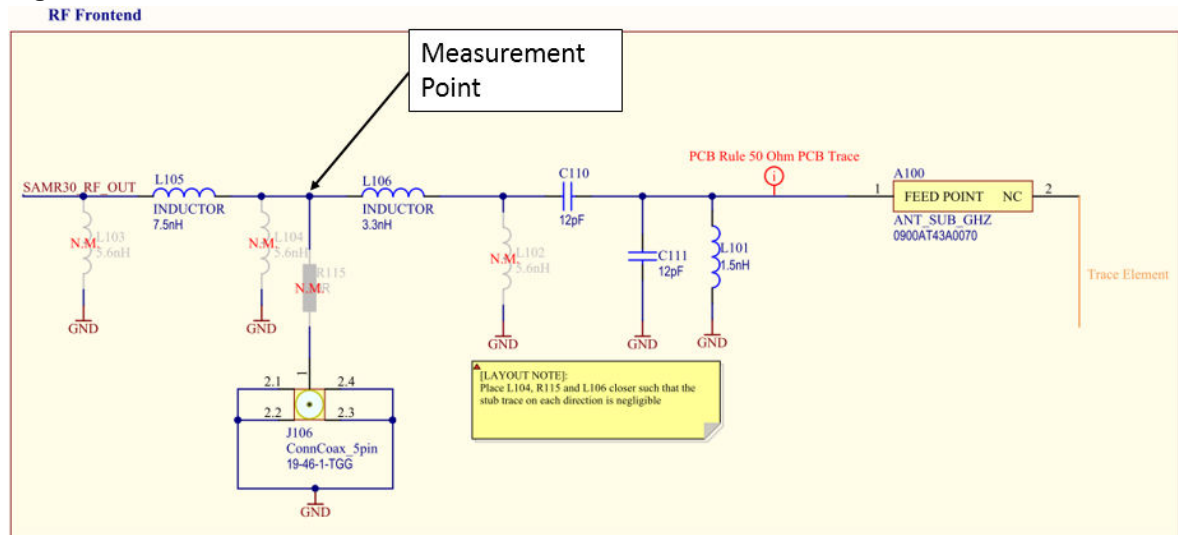 RF Frontend
Measurement
Point
PCB Rule 50 Ohm PCB Trace
i
SAMR30_RF_OUT
L105
INDUCTOR
7.5nH
L106
INDUCTOR
3.3nH
C110
12pF
A100
1
FEED POINT NC
2
ANT_SUB_GHZ
0900AT43A0070
N.M.
L103
5.6nH
N.M.
L104
5.6nH
R115
N.M.
N.M.
L102
5.6nH
C111
12pF
L101
1.5nH
Trace Element
GND
GND
GND
GND
GND
1
2.1
2.4
2.2
2.3
J106
ConnCoax_5pin
19-46-1-TGG
GND
[LAYOUT NOTE]:
Place L104, R115 and L106 closer such that the
stub trace on each direction is negligible